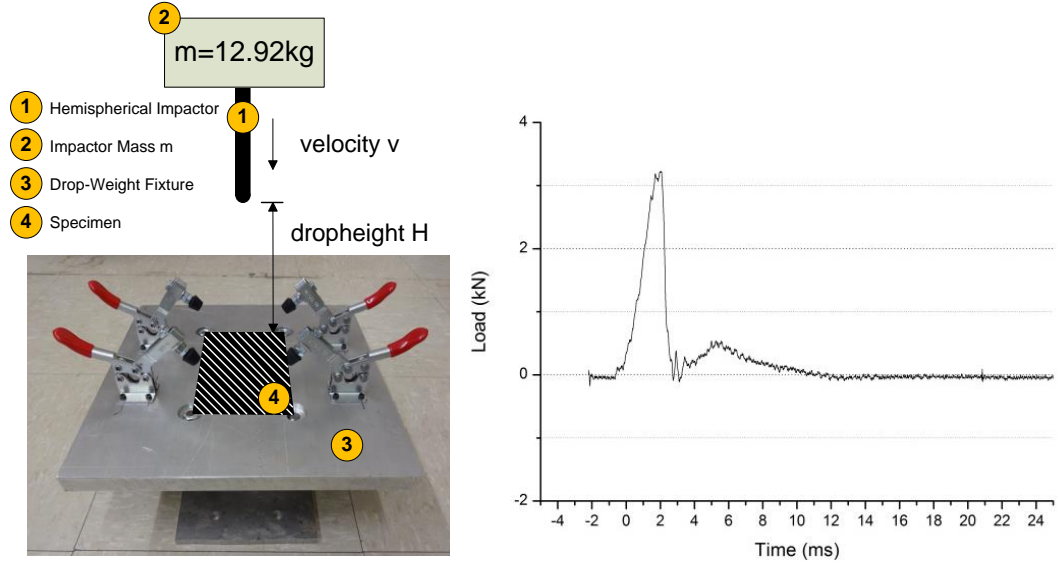 2
m=12.92kg
1 Hemispherical Impactor
1
2 Impactor Mass m
velocity v
3 Drop-Weight Fixture
4 Specimen
dropheight H
4
3
4
2
0
-2
Load (kN)
-4 -2 0 2 4 6 8 10 12 14 16 18 20 22 24
Time (ms)